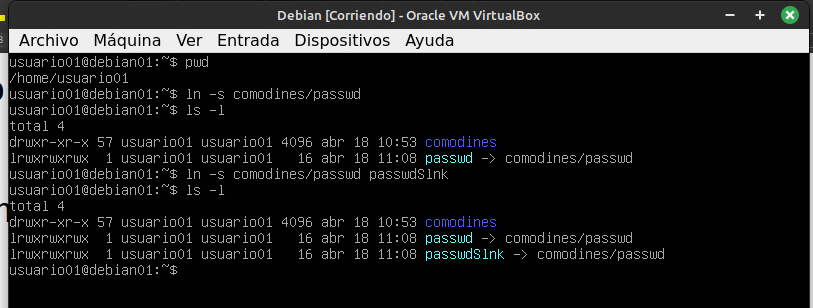 Debian [Corriendo] - Oracle VM VirtualBox
Archivo Máquina Ver Entrada Dispositivos Ayuda
usuario01@debian01:~$ pwd
/home/usuario01
usuario01@debian01:~$ ln -s comodines/passwd
usuario01@debian01:~$ ls -l
total 4
drwxr-xr-x 57 usuario01 usuario01 4096 abr 18 10:53 comodines
lrwxrwxrwx  1 usuario01 usuario01   16 abr 18 11:08 passwd -> comodines/passwd
usuario01@debian01:~$ ln -s comodines/passwd passwdSlnk
usuario01@debian01:~$ ls -l
total 4
drwxr-xr-x 57 usuario01 usuario01 4096 abr 18 10:53 comodines
lrwxrwxrwx  1 usuario01 usuario01   16 abr 18 11:08 passwd -> comodines/passwd
lrwxrwxrwx  1 usuario01 usuario01   16 abr 18 11:08 passwdSlnk -> comodines/passwd
usuario01@debian01:~$